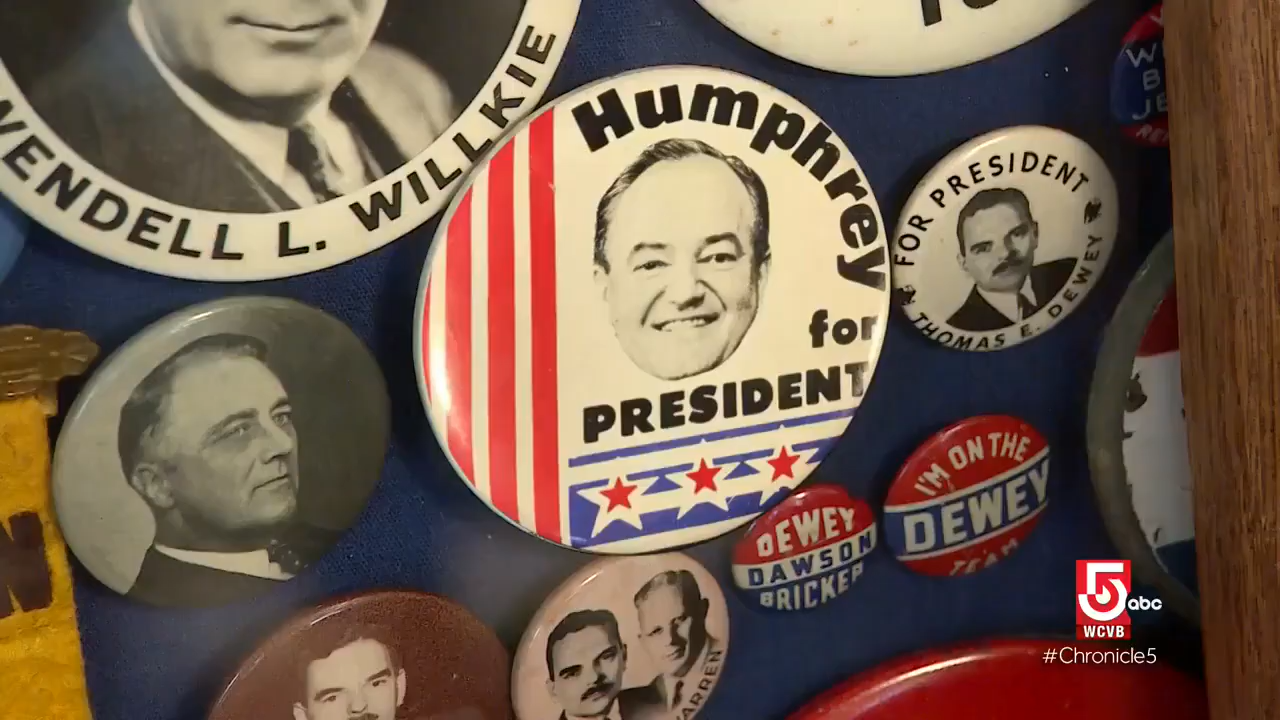 WENDELL L. WILLKIE
Humphrey
for
PRESIDENT
FOR PRESIDENT
THOMAS E. DEWEY
I'M ON THE
DEWEY
TEAM
DEWEY
DAWSON
BRICKER
WARREN
5
abc
WCVB
#Chronicle5